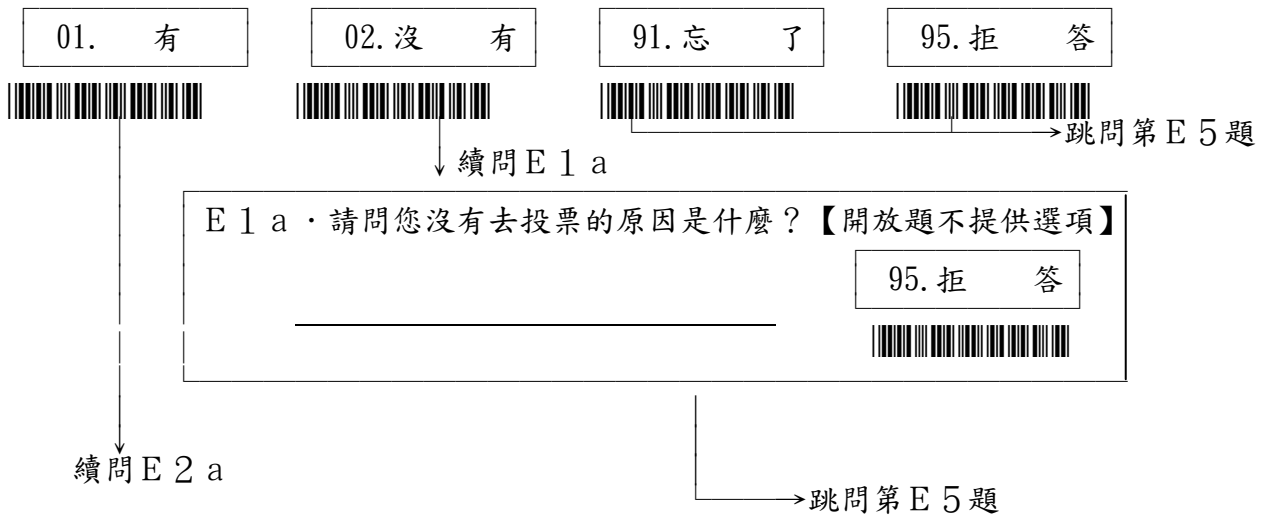 01. 有 02.沒 有 91.忘 了 95.拒 答
跳問第E5題
續問E1a
E1a．請問您沒有去投票的原因是什麼？【開放題不提供選項】
95.拒 答
續問E2a
跳問第E5題